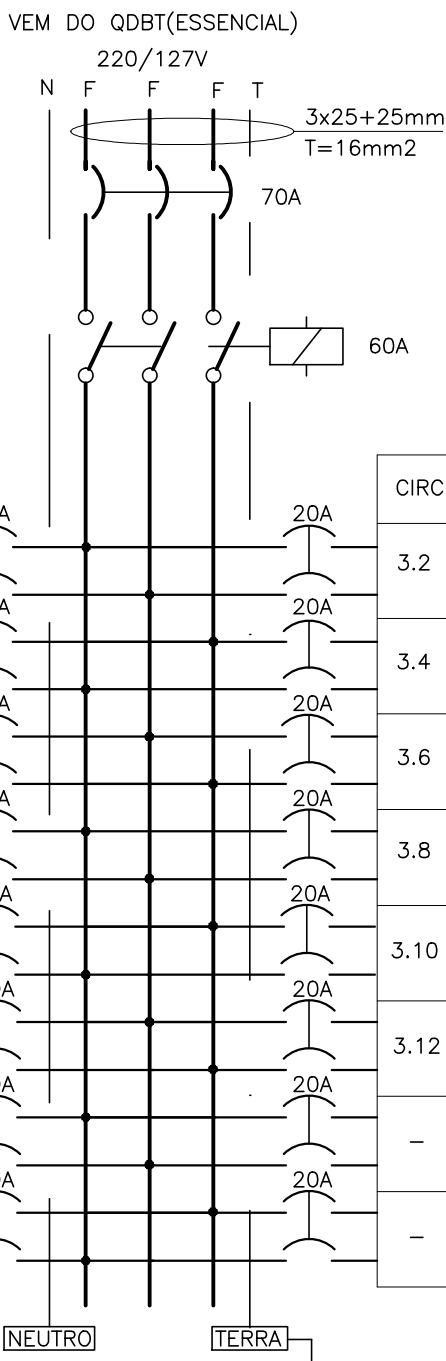 VEM DO QDBT(ESSENCIAL)
220/127V
N F F F T
3x25+25mm
T=16mm2
70A
60A
CIRC
A 20A
3.2
A 20A
3.4
A 20A
3.6
A 20A
3.8
A 20A
3.10
A 20A
3.12
A 20A
–
A 20A
–
NEUTRO TERRA